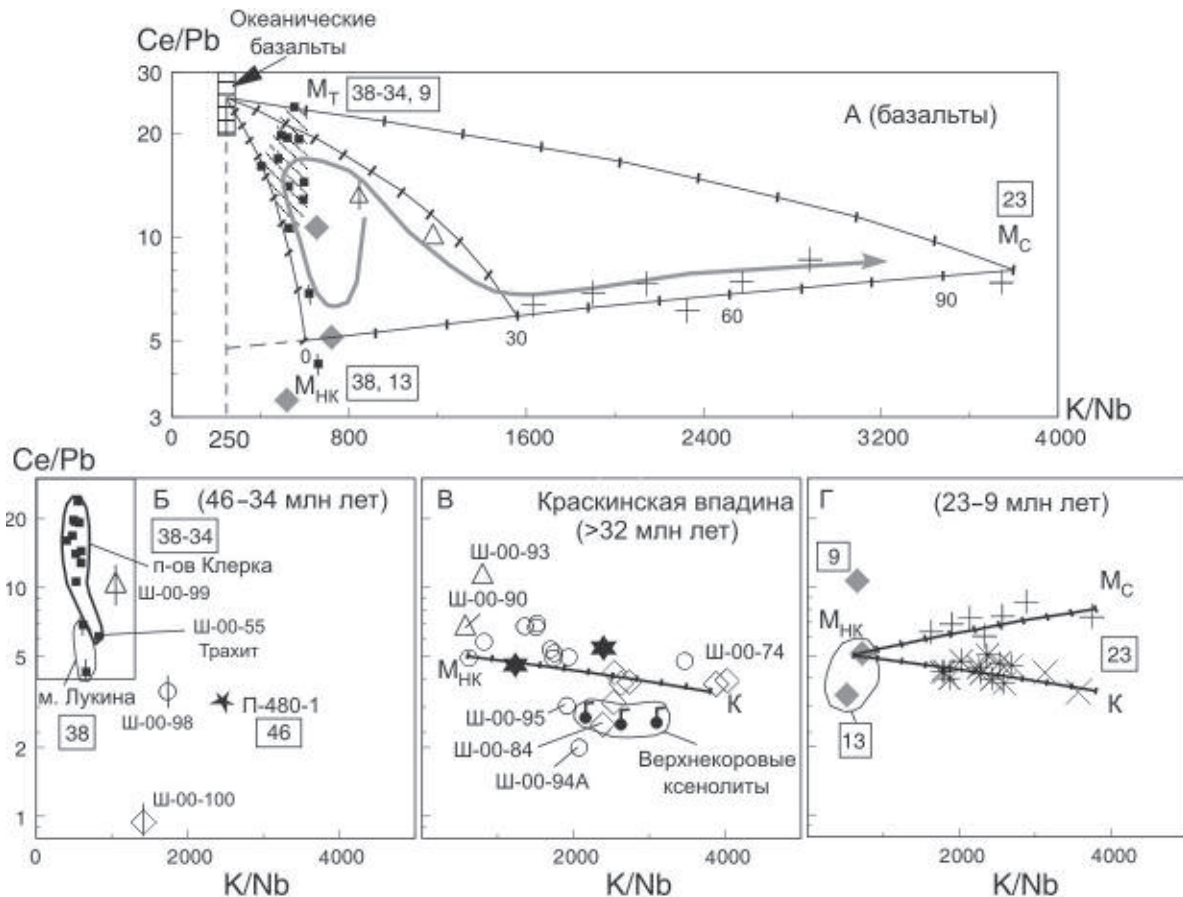 Океанические
базальты
Ce/Pb
30
20
10
5
3
M_T
38-34, 9
А (базальты)
23
M_C
90
60
30
0
M_НК
38, 13
K/Nb
0
250
800
1600
2400
3200
4000
Ce/Pb
Б
(46–34 млн лет)
20
10
5
2
1
38-34
п-ов Клерка
Ш-00-99
Ш-00-55
Трахит
м. Лукина
38
Ш-00-98
П-480-1
46
Ш-00-100
0
2000
4000
K/Nb
В
Краскинская впадина
(>32 млн лет)
Ш-00-93
Ш-00-90
M_НК
Ш-00-74
К
Ш-00-95
Ш-00-84
Ш-00-94А
Верхнекоровые
ксенолиты
2000
4000
K/Nb
Г
(23–9 млн лет)
9
M_НК
M_C
23
К
13
2000
4000
K/Nb